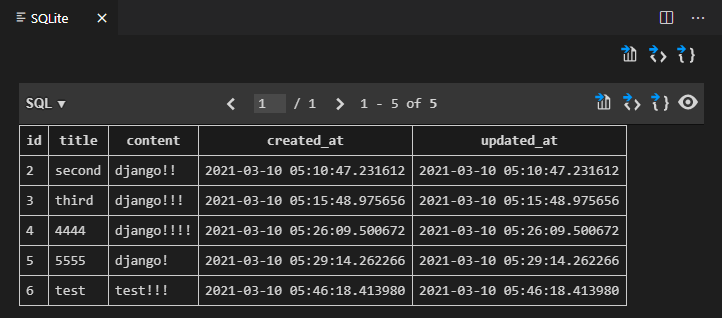 SQLite
SQL 1 / 1 1 - 5 of 5
id title content created_at updated_at
2 second django!! 2021-03-10 05:10:47.231612 2021-03-10 05:10:47.231612
3 third django!!! 2021-03-10 05:15:48.975656 2021-03-10 05:15:48.975656
4 4444 django!!!! 2021-03-10 05:26:09.500672 2021-03-10 05:26:09.500672
5 5555 django! 2021-03-10 05:29:14.262266 2021-03-10 05:29:14.262266
6 test test!!! 2021-03-10 05:46:18.413980 2021-03-10 05:46:18.413980